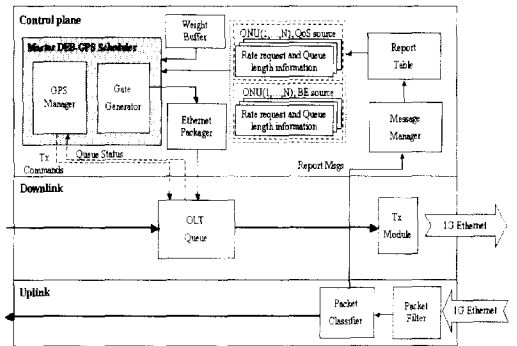 Control plane
Weight
Buffer
ONU(1, ...,N), QoS source
Master DEB-GPS Scheduler
Rate request and Queue
length information
Report
Table
GPS
Manager
Gate
Generator
ONU(1, ...,N), BE source
Rate request and Queue
length information
Ethernet
Packager
Message
Manager
Tx
Commands
Queue Status
Report Msgs
Downlink
OLT
Queue
Tx
Module
1G Ethernet
Uplink
Packet
Classifier
Packet
Filter
1G Ethernet